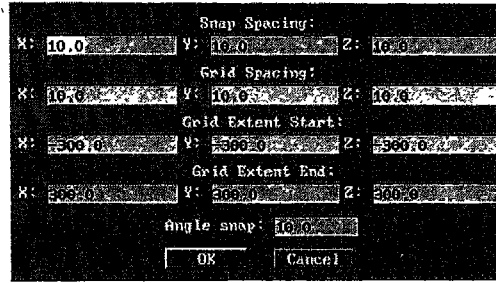 Snap Spacing:
X: 10.0 Y: 10.0 Z: 10.0
Grid Spacing:
X: 10.0 Y: 10.0 Z: 10.0
Grid Extent Start:
X: -300.0 Y: -300.0 Z: -300.0
Grid Extent End:
X: 300.0 Y: 300.0 Z: 300.0
Angle snap: 10.0
OK Cancel